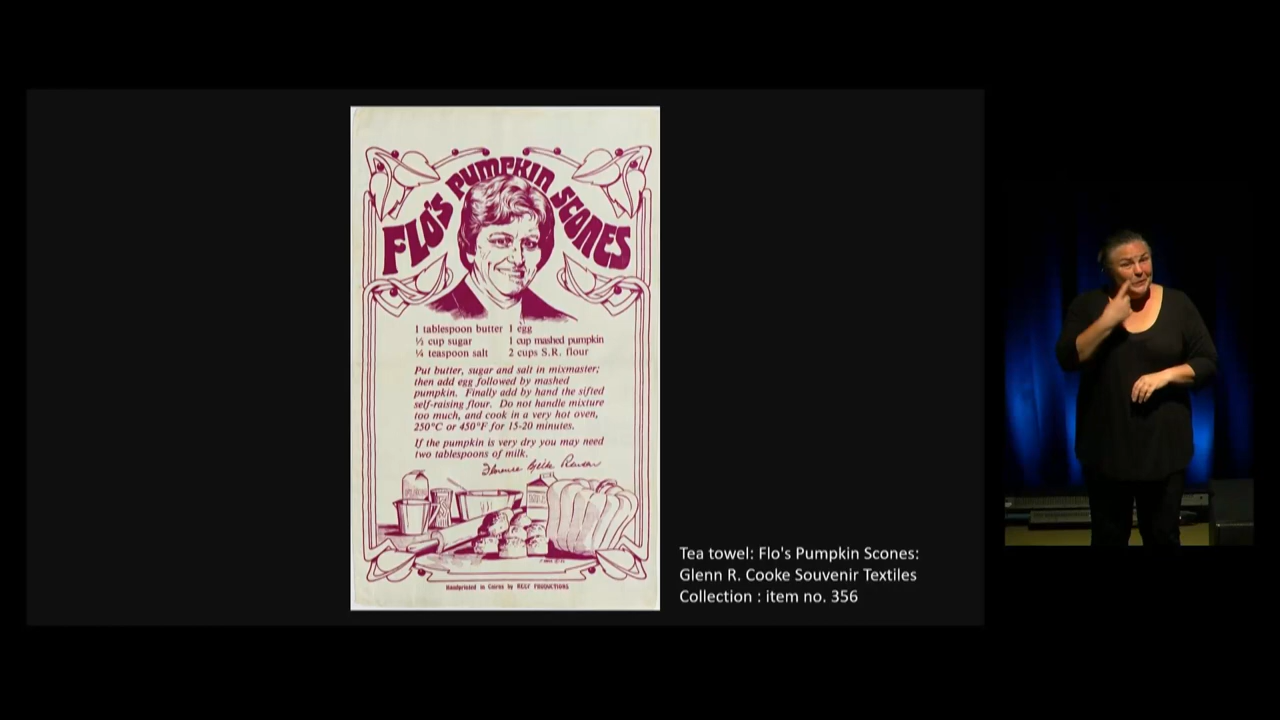 FLO'S PUMPKIN SCONES
1 tablespoon butter 1 egg
½ cup sugar 1 cup mashed pumpkin
¼ teaspoon salt 2 cups S.R. flour
Put butter, sugar and salt in mixmaster;
then add egg followed by mashed
pumpkin. Finally add by hand the sifted
self-raising flour. Do not handle mixture
too much, and cook in a very hot oven,
250°C or 450°F for 15-20 minutes.
If the pumpkin is very dry you may need
two tablespoons of milk.
Handprinted in Cairns by REEF PRODUCTIONS
Tea towel: Flo's Pumpkin Scones:
Glenn R. Cooke Souvenir Textiles
Collection : item no. 356